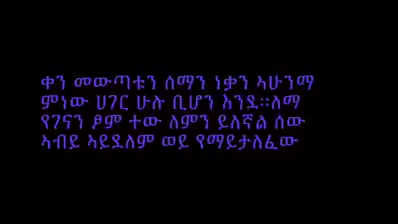 ቀን መውጣቱን ሰማን ነቃን ኣሁንማ
ምነው ሀገር ሁሉ ቢሆን እንደ፡፡ለማ
የገናን ፆም ተው ለምን ይለኛል ሰው
ኣብይ ኣይደለም ወይ የማይታለፈው